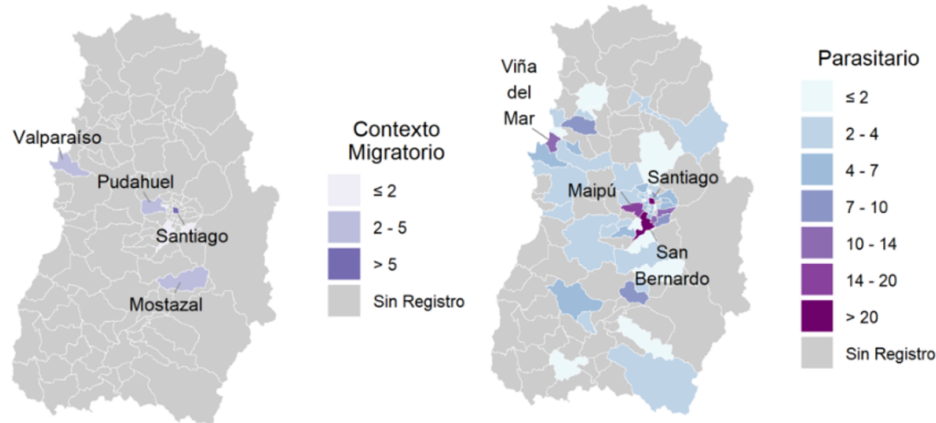 Valparaíso
Pudahuel
Santiago
Mostazal
Contexto
Migratorio
≤ 2
2 - 5
> 5
Sin Registro
Viña
del
Mar
Maipú
Santiago
San
Bernardo
Parasitario
≤ 2
2 - 4
4 - 7
7 - 10
10 - 14
14 - 20
> 20
Sin Registro